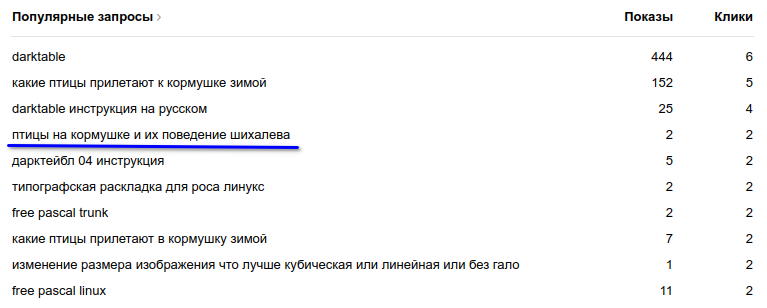 Популярные запросы › Показы Клики
darktable 444 6
какие птицы прилетают к кормушке зимой 152 5
darktable инструкция на русском 25 4
птицы на кормушке и их поведение шихалева 2 2
дарктейбл 04 инструкция 5 2
типографская раскладка для роса линукс 2 2
free pascal trunk 2 2
какие птицы прилетают в кормушку зимой 7 2
изменение размера изображения что лучше кубическая или линейная или без гало 1 2
free pascal linux 11 2